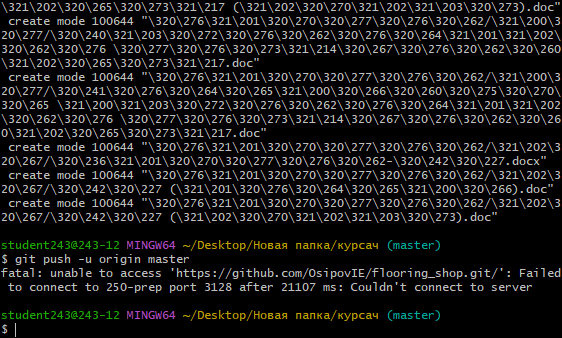 \321\202\320\265\320\273\321\217 (\321\202\320\270\321\202\321\203\320\273).doc"
 create mode 100644 "\320\276\321\201\320\270\320\277\320\276\320\262/\321\200\3
20\277/\320\240\321\203\320\272\320\276\320\262\320\276\320\264\321\201\321\202\
320\262\320\276 \320\277\320\276\320\273\321\214\320\267\320\276\320\262\320\260
\321\202\320\265\320\273\321\217.doc"
 create mode 100644 "\320\276\321\201\320\270\320\277\320\276\320\262/\321\200\3
20\277/\320\241\320\276\320\264\320\265\321\200\320\266\320\260\320\275\320\270\
320\265 \321\200\321\203\320\272\320\276\320\262\320\276\320\264\321\201\321\202
\320\262\320\276 \320\277\320\276\320\273\321\214\320\267\320\276\320\262\320\26
0\321\202\320\265\320\273\321\217.doc"
 create mode 100644 "\320\276\321\201\320\270\320\277\320\276\320\262/\321\202\3
20\267/\320\236\321\201\320\270\320\277\320\276\320\262-\320\242\320\227.docx"
 create mode 100644 "\320\276\321\201\320\270\320\277\320\276\320\262/\321\202\3
20\267/\320\242\320\227 (\321\201\320\276\320\264\320\265\321\200\320\266).doc"
 create mode 100644 "\320\276\321\201\320\270\320\277\320\276\320\262/\321\202\3
20\267/\320\242\320\227 (\321\202\320\270\321\202\321\203\320\273).doc"

student243@243-12 MINGW64 ~/Desktop/Новая папка/курсач (master)
$ git push -u origin master
fatal: unable to access 'https://github.com/OsipovIE/flooring_shop.git/': Failed
 to connect to 250-prep port 3128 after 21107 ms: Couldn't connect to server

student243@243-12 MINGW64 ~/Desktop/Новая папка/курсач (master)
$